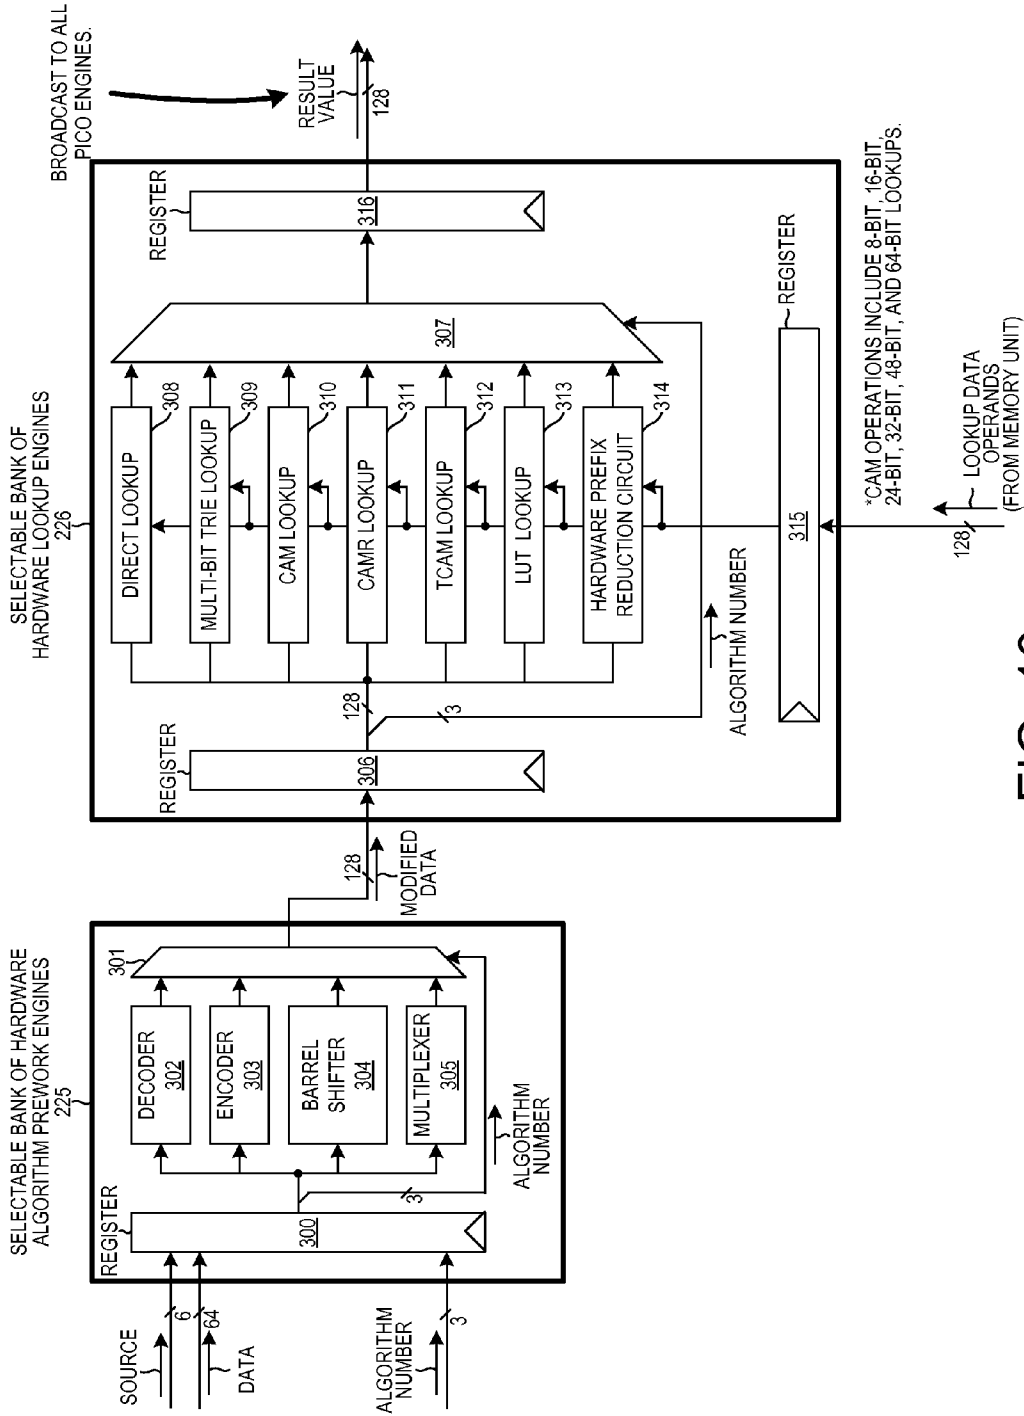 SELECTABLE BANK OF HARDWARE
ALGORITHM PREWORK ENGINES
225
SOURCE
6
64
DATA
ALGORITHM
NUMBER
3
REGISTER
300
301
DECODER
302
ENCODER
303
BARREL
SHIFTER
304
MULTIPLEXER
305
3
ALGORITHM
NUMBER
128
MODIFIED
DATA
SELECTABLE BANK OF
HARDWARE LOOKUP ENGINES
226
REGISTER
306
128
3
DIRECT LOOKUP
308
MULTI-BIT TRIE LOOKUP
309
CAM LOOKUP
310
CAMR LOOKUP
311
TCAM LOOKUP
312
LUT LOOKUP
313
HARDWARE PREFIX
REDUCTION CIRCUIT
314
307
ALGORITHM NUMBER
REGISTER
316
REGISTER
315
BROADCAST TO ALL
PICO ENGINES.
RESULT
VALUE
128
*CAM OPERATIONS INCLUDE 8-BIT, 16-BIT,
24-BIT, 32-BIT, 48-BIT, AND 64-BIT LOOKUPS.
128
LOOKUP DATA
OPERANDS
(FROM MEMORY UNIT)
FIG.